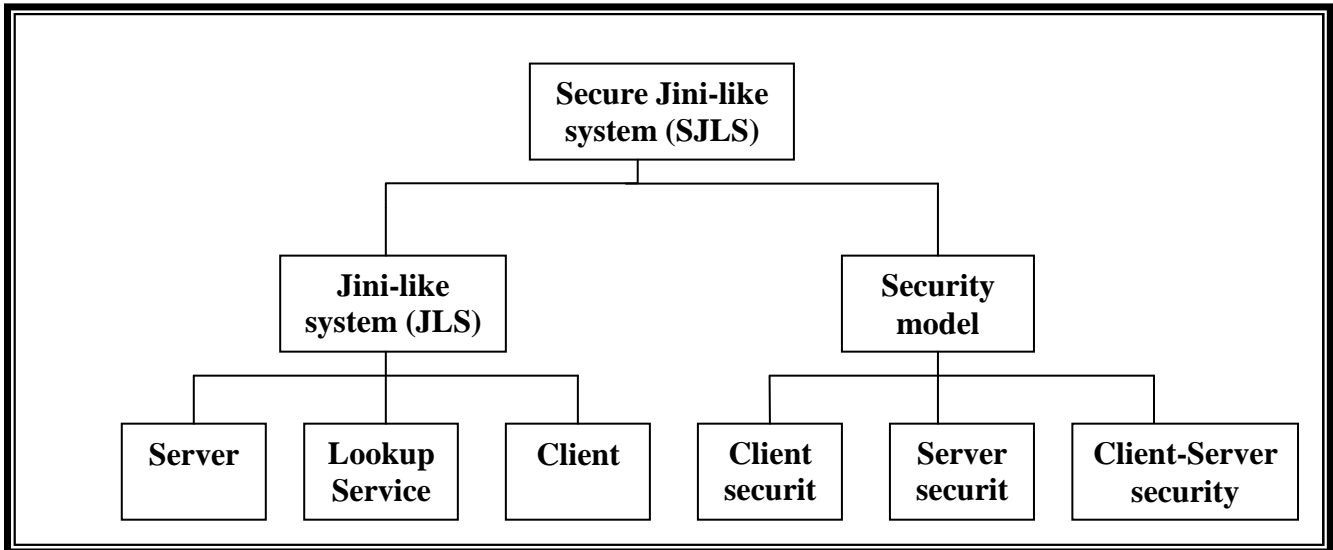 Secure Jini-like
system (SJLS)
Jini-like
system (JLS)
Security
model
Server
Lookup
Service
Client
Client
securit
Server
securit
Client-Server
security